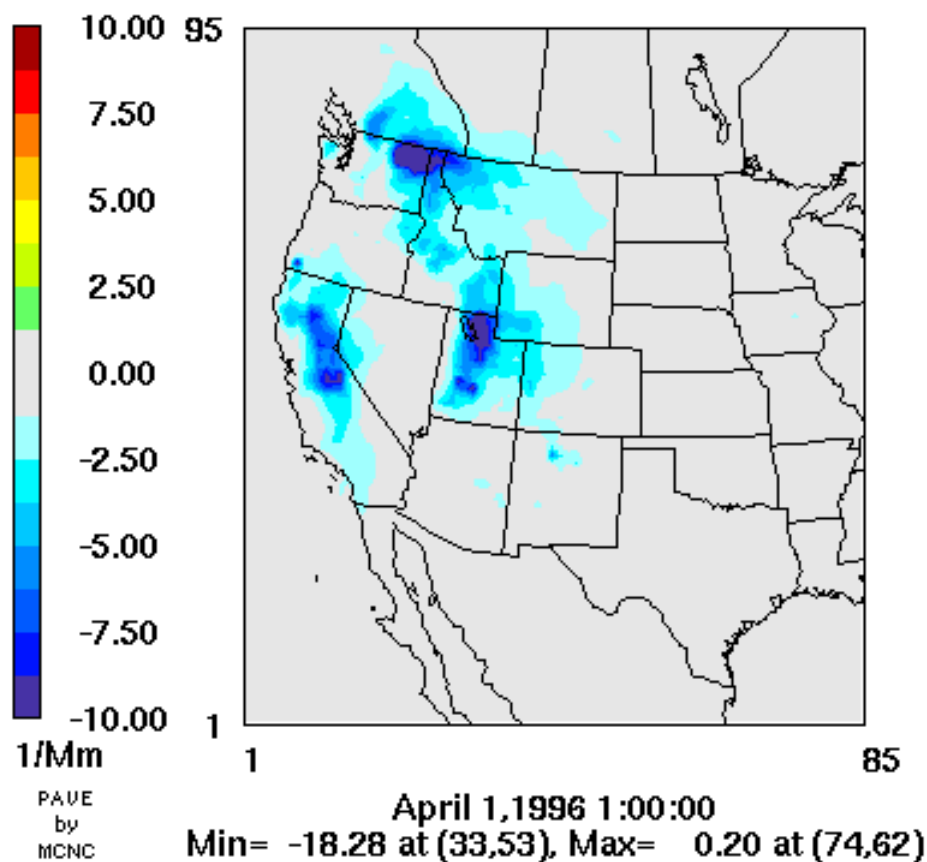 10.00
7.50
5.00
2.50
0.00
-2.50
-5.00
-7.50
-10.00
1/Mm
PAVE
by
MCNC
95
1
1
85
April 1,1996 1:00:00
Min= -18.28 at (33,53), Max= 0.20 at (74,62)